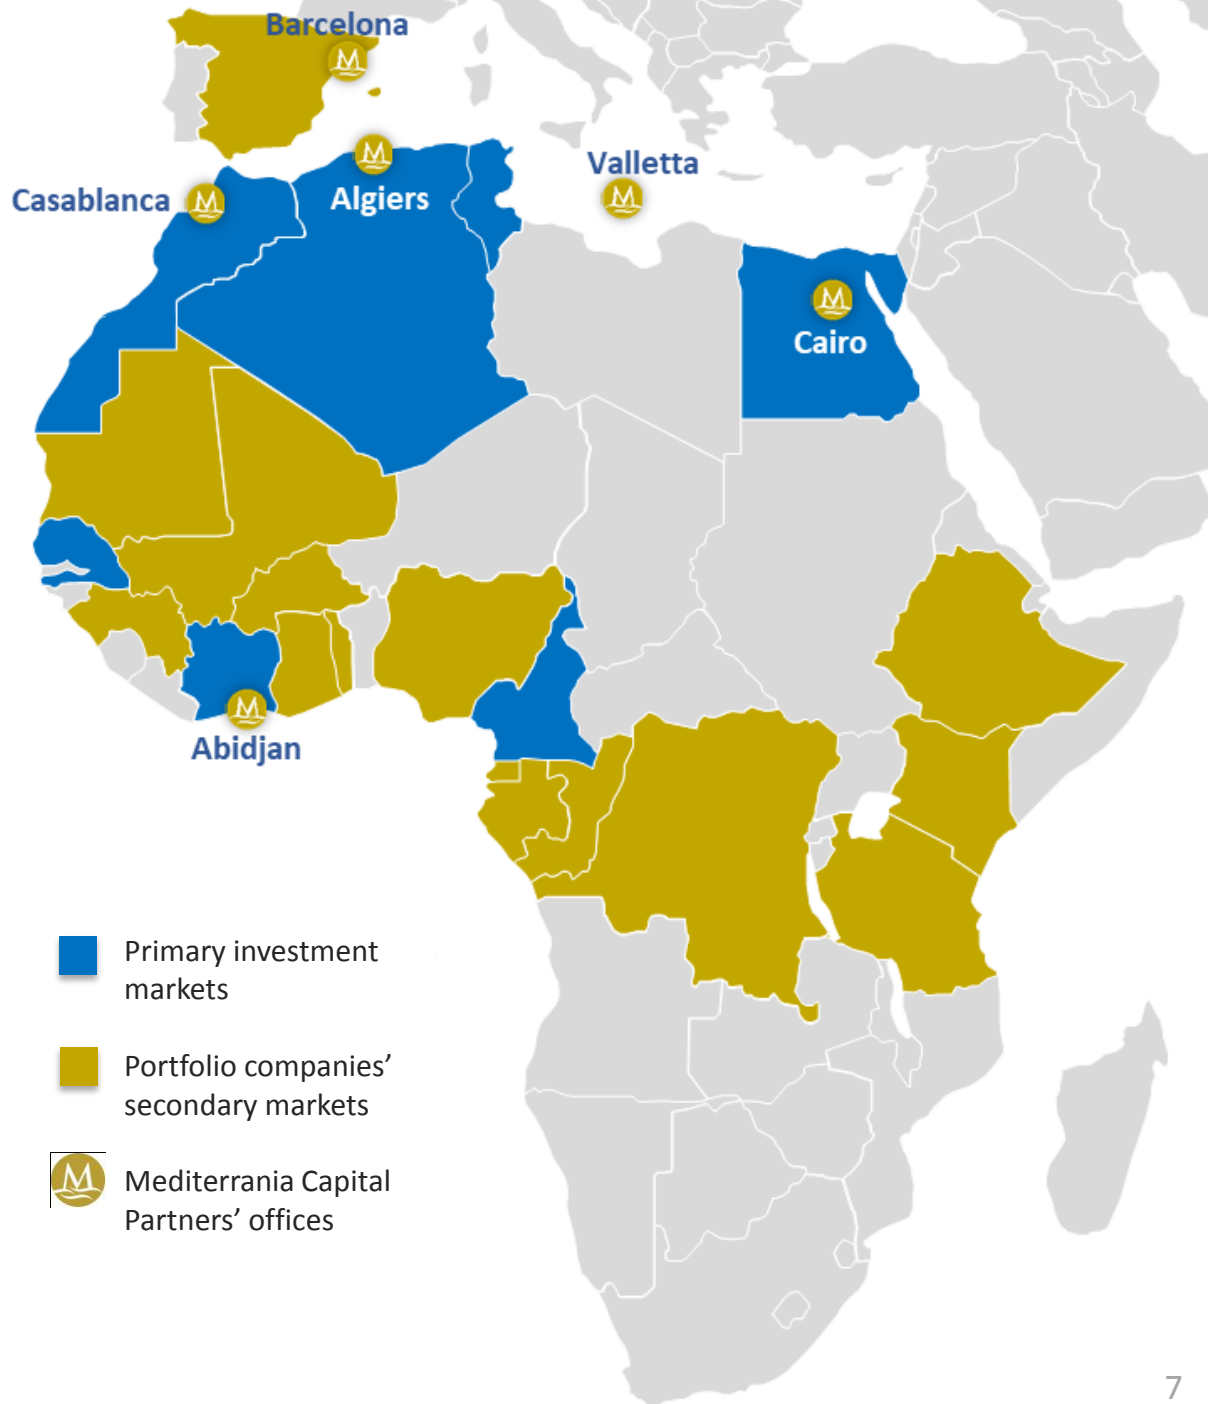 Barcelona
Valletta
Casablanca
Algiers
Cairo
Abidjan
Primary investment
markets
Portfolio companies’
secondary markets
Mediterrania Capital
Partners’ offices
7